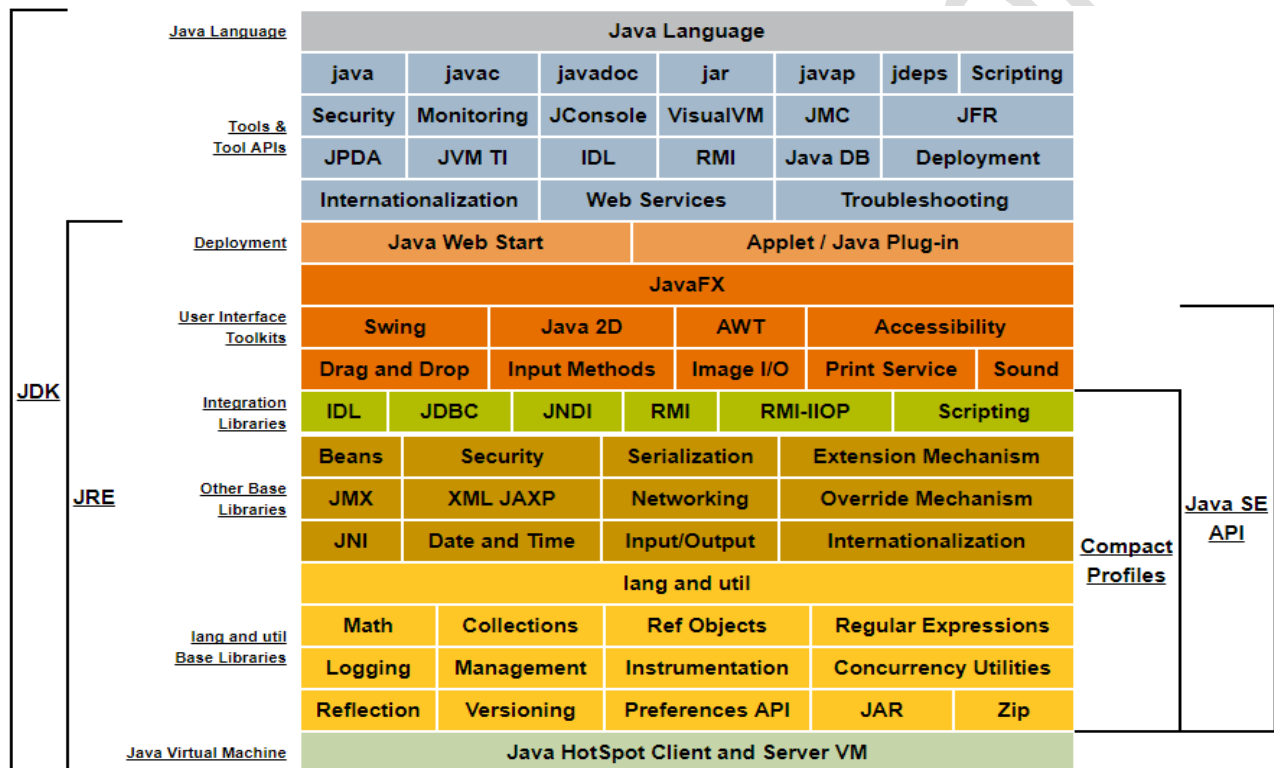 Java Language
Java Language
java javac javadoc jar javap jdeps Scripting
Security Monitoring JConsole VisualVM JMC JFR
Tools &
Tool APIs
JPDA JVM TI IDL RMI Java DB Deployment
Internationalization Web Services Troubleshooting
Deployment
Java Web Start Applet / Java Plug-in
JavaFX
User Interface
Toolkits
Swing Java 2D AWT Accessibility
Drag and Drop Input Methods Image I/O Print Service Sound
JDK
Integration
Libraries
IDL JDBC JNDI RMI RMI-IIOP Scripting
Beans Security Serialization Extension Mechanism
JRE
Other Base
Libraries
JMX XML JAXP Networking Override Mechanism
Java SE
API
JNI Date and Time Input/Output Internationalization
Compact
Profiles
lang and util
Math Collections Ref Objects Regular Expressions
lang and util
Base Libraries
Logging Management Instrumentation Concurrency Utilities
Reflection Versioning Preferences API JAR Zip
Java Virtual Machine
Java HotSpot Client and Server VM